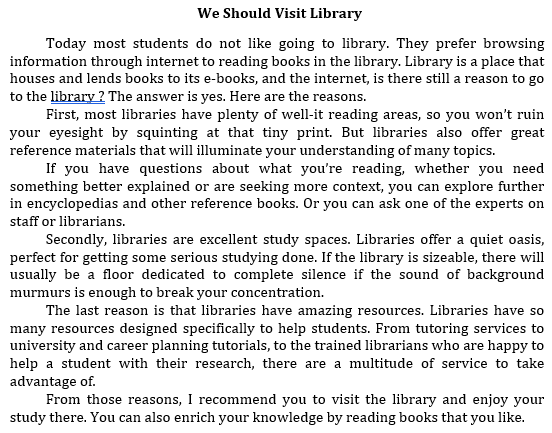 We Should Visit Library
Today most students do not like going to library. They prefer browsing
information through internet to reading books in the library. Library is a place that
houses and lends books to its e-books, and the internet, is there still a reason to go
to the library ? The answer is yes. Here are the reasons.
First, most libraries have plenty of well-it reading areas, so you won't ruin
your eyesight by squinting at that tiny print. But libraries also offer great
reference materials that will illuminate your understanding of many topics.
If you have questions about what you're reading, whether you need
something better explained or are seeking more context, you can explore further
in encyclopedias and other reference books. Or you can ask one of the experts on
staff or librarians.
Secondly, libraries are excellent study spaces. Libraries offer a quiet oasis,
perfect for getting some serious studying done. If the library is sizeable, there will
usually be a floor dedicated to complete silence if the sound of background
murmurs is enough to break your concentration.
The last reason is that libraries have amazing resources. Libraries have so
many resources designed specifically to help students. From tutoring services to
university and career planning tutorials, to the trained librarians who are happy to
help a student with their research, there are a multitude of service to take
advantage of.
From those reasons, I recommend you to visit the library and enjoy your
study there. You can also enrich your knowledge by reading books that you like.